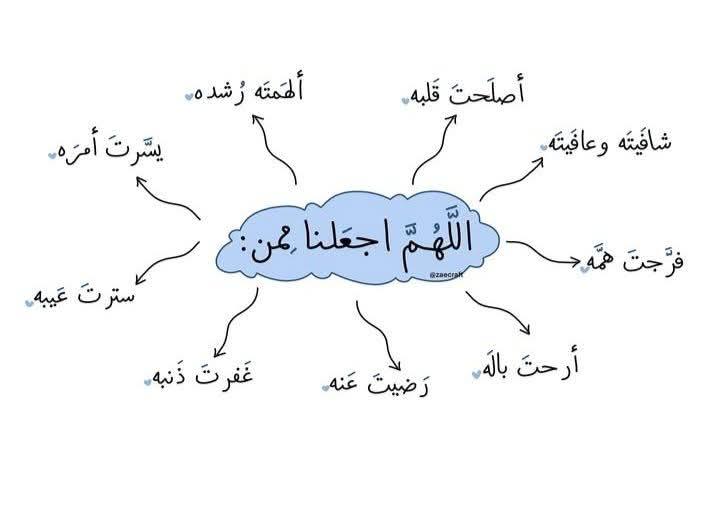 اللَّهُمَّ اجعَلنا مِمن:
@zaecraft
أصلَحتَ قَلبه
شافَيتَه وعافَيتَه
فرَّجتَ همَّه
أرحتَ بالَه
رَضيتَ عَنه
غَفرتَ ذَنبه
سترتَ عَيبه
يسَّرتَ أمرَه
ألهَمتَه رُشده